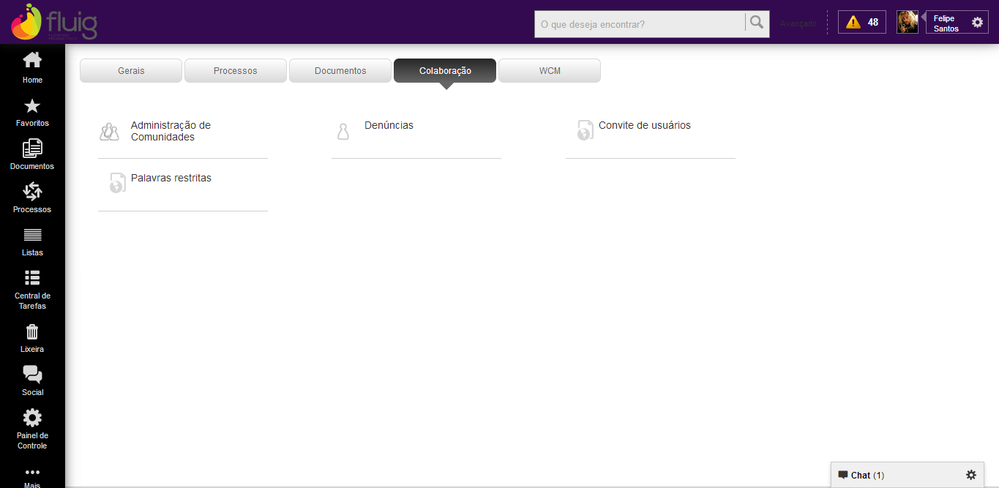 fluig
O que deseja encontrar?
Avançado
48
Felipe
Santos
Home
Favoritos
Documentos
Processos
Listas
Central de
Tarefas
Lixeira
Social
Painel de
Controle
Mais
Gerais
Processos
Documentos
Colaboração
WCM
Administração de
Comunidades
Denúncias
Convite de usuários
Palavras restritas
Chat (1)